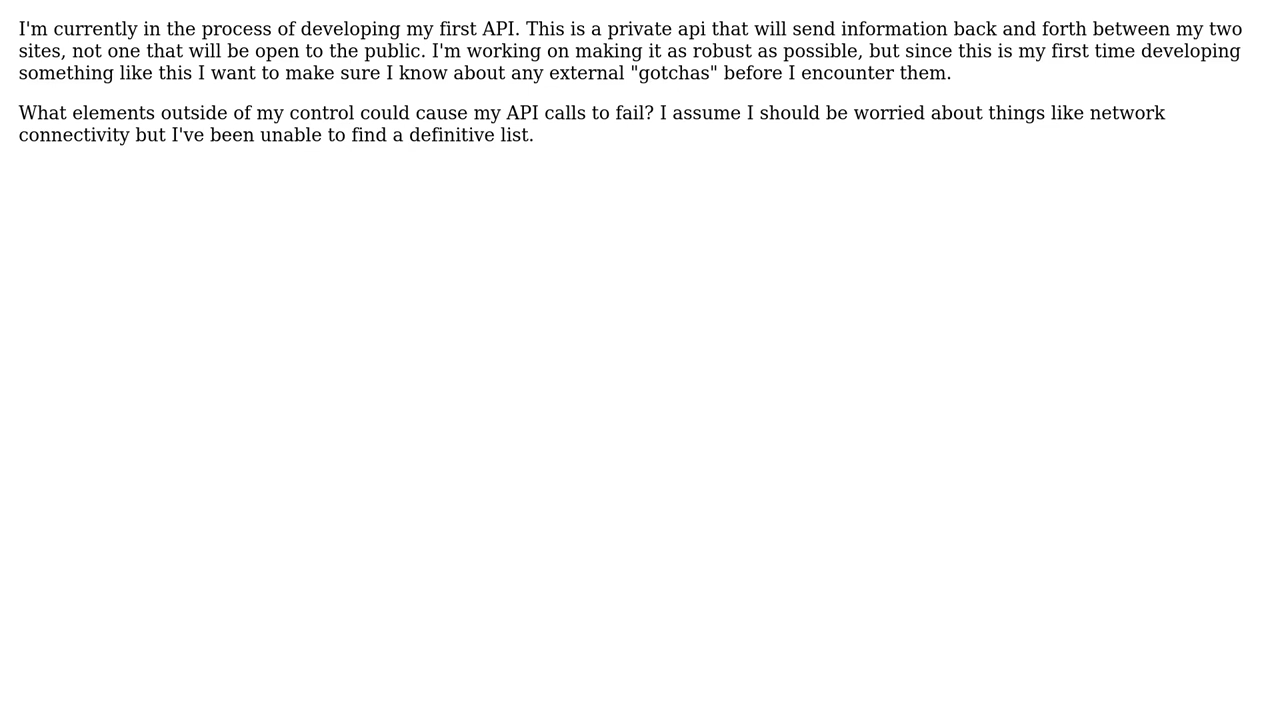 I'm currently in the process of developing my first API. This is a private api that will send information back and forth between my two
sites, not one that will be open to the public. I'm working on making it as robust as possible, but since this is my first time developing
something like this I want to make sure I know about any external "gotchas" before I encounter them.
What elements outside of my control could cause my API calls to fail? I assume I should be worried about things like network
connectivity but I've been unable to find a definitive list.